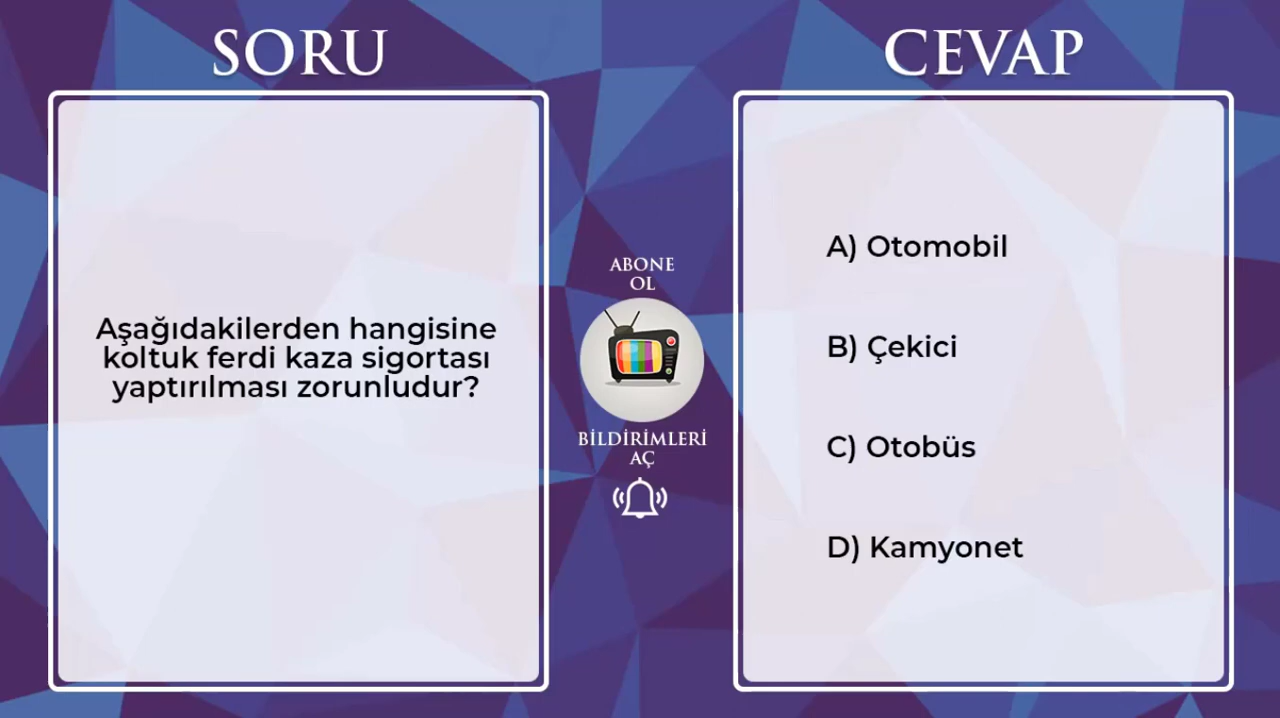 SORU
Aşağıdakilerden hangisine
koltuk ferdi kaza sigortası
yaptırılması zorunludur?
ABONE
OL
BİLDİRİMLERİ
AÇ
CEVAP
A) Otomobil
B) Çekici
C) Otobüs
D) Kamyonet